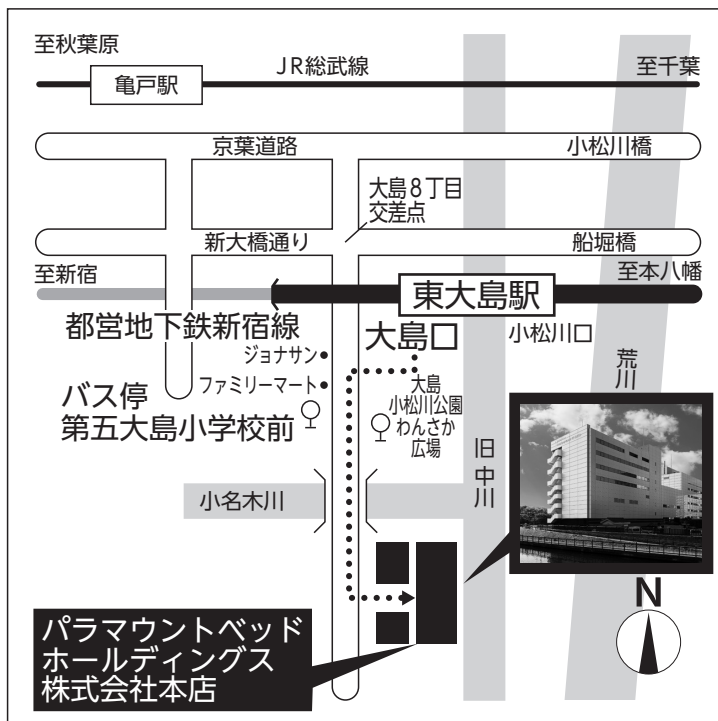 至秋葉原
JR総武線
至千葉
亀戸駅
京葉道路
小松川橋
大島8丁目
交差点
新大橋通り
船堀橋
至新宿
至本八幡
東大島駅
都営地下鉄新宿線
大島口
小松川口
ジョナサン
荒川
ファミリーマート
バス停
第五大島小学校前
大島
小松川公園
わんさか
広場
旧中川
小名木川
N
パラマウントベッド
ホールディングス
株式会社本店